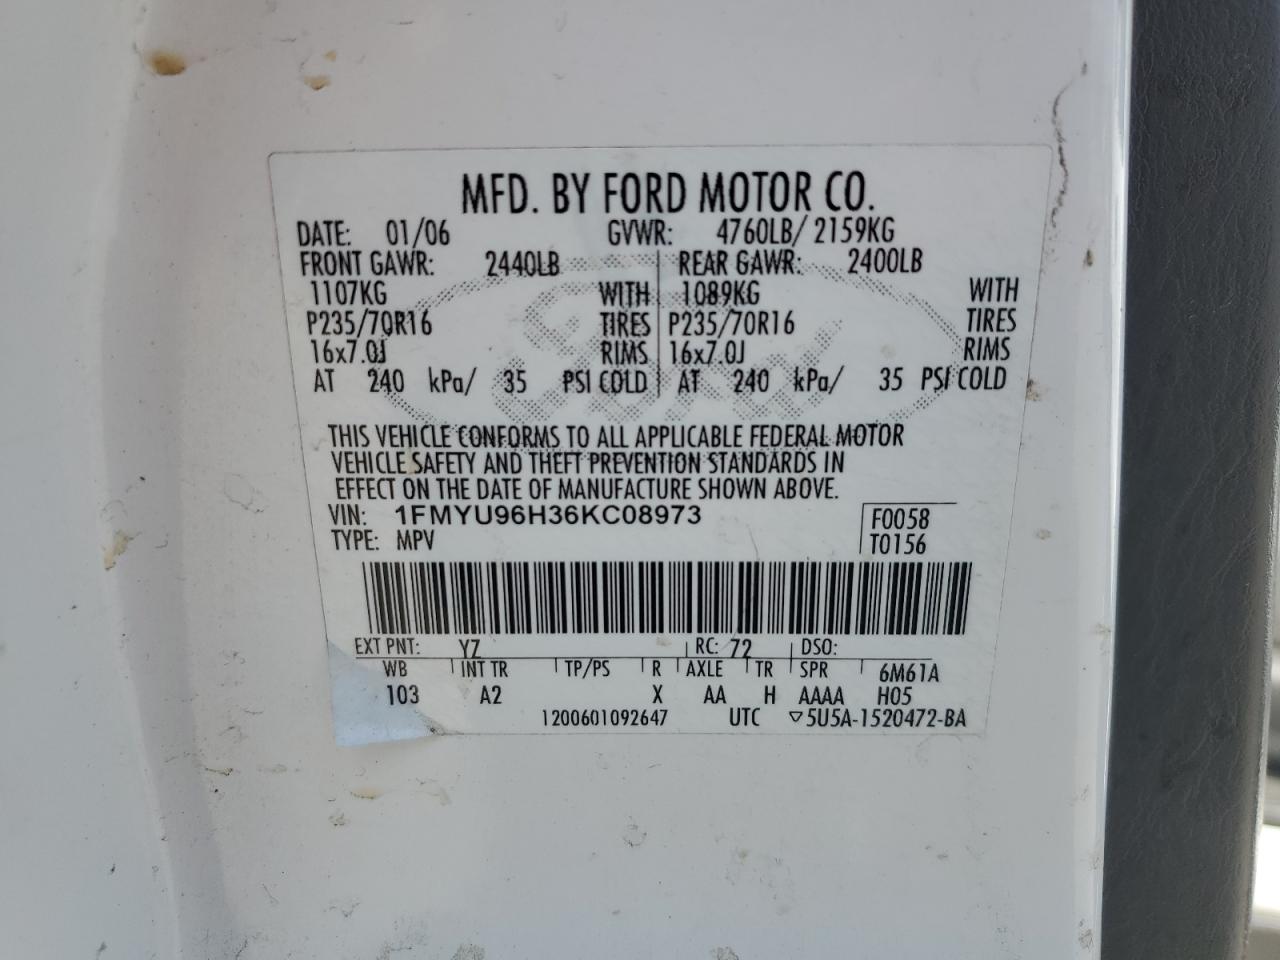 MFD. BY FORD MOTOR CO.
DATE: 01/06 GVWR: 4760LB/ 2159KG
FRONT GAWR: 2440LB REAR GAWR: 2400LB
1107KG WITH 1089KG WITH
P235/70R16 TIRES P235/70R16 TIRES
16x7.0J RIMS 16x7.0J RIMS
AT 240 kPa/ 35 PSI COLD AT 240 kPa/ 35 PSI COLD
Ford
THIS VEHICLE CONFORMS TO ALL APPLICABLE FEDERAL MOTOR
VEHICLE SAFETY AND THEFT PREVENTION STANDARDS IN
EFFECT ON THE DATE OF MANUFACTURE SHOWN ABOVE.
VIN: 1FMYU96H36KC08973 F0058
TYPE: MPV T0156
EXT PNT: YZ RC: 72 DSO:
WB INT TR TP/PS R AXLE TR SPR 6M61A
103 A2 X AA H AAAA H05
1200601092647 UTC ▽5U5A-1520472-BA